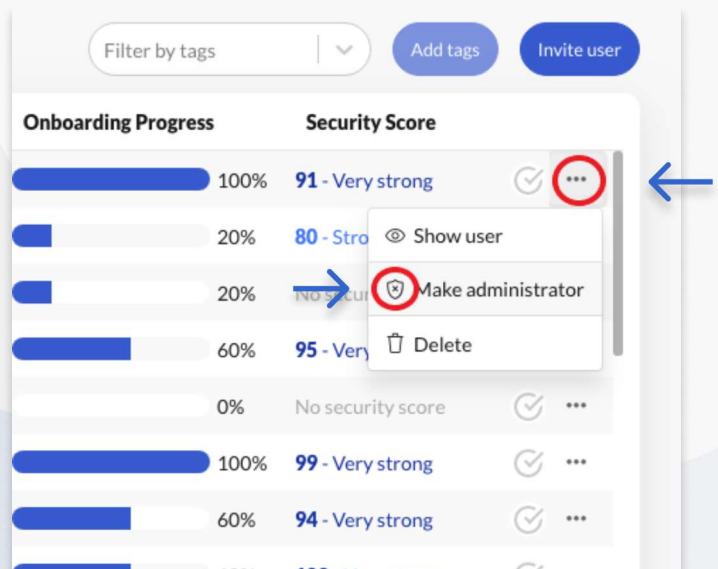 Filter by tags Add tags Invite user
Onboarding Progress Security Score
100% 91 - Very strong
20% 80 - Stro
Show user
20% No secur
Make administrator
60% 95 - Very
Delete
0% No security score
100% 99 - Very strong
60% 94 - Very strong